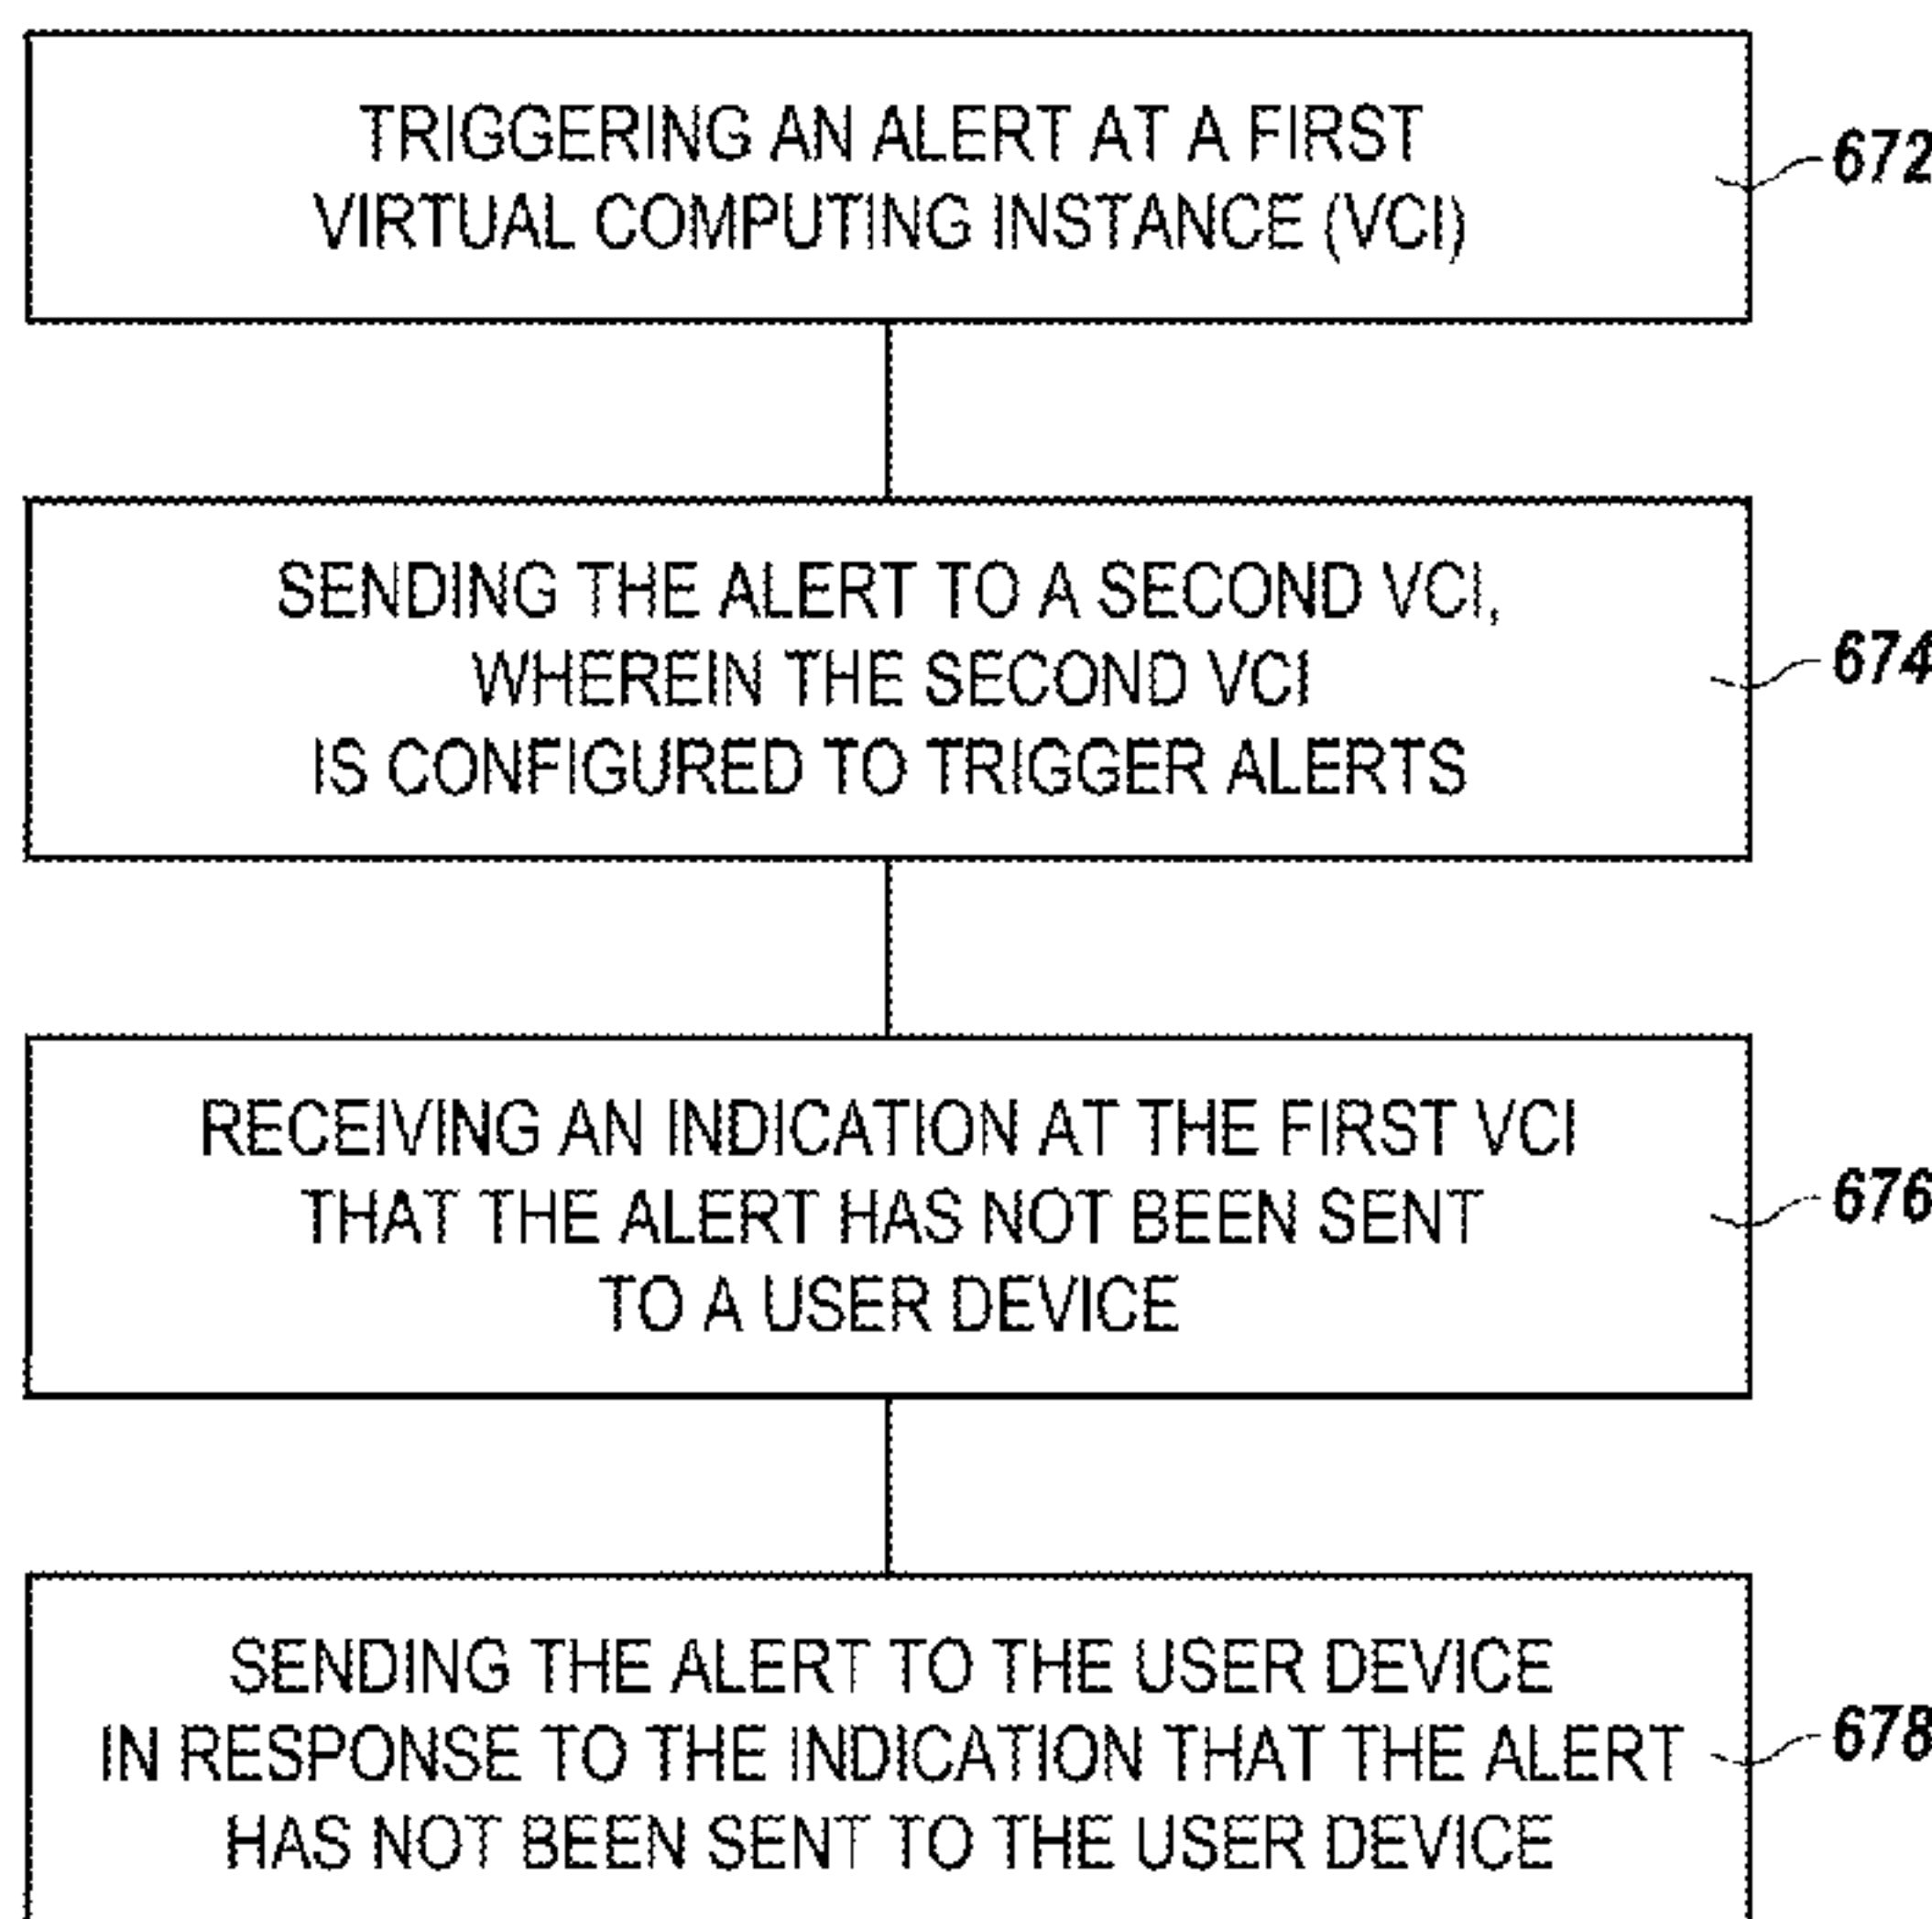 TRIGGERING AN ALERT AT A FIRST
VIRTUAL COMPUTING INSTANCE (VCI)
672
SENDING THE ALERT TO A SECOND VCI,
WHEREIN THE SECOND VCI
IS CONFIGURED TO TRIGGER ALERTS
674
RECEIVING AN INDICATION AT THE FIRST VCI
THAT THE ALERT HAS NOT BEEN SENT
TO A USER DEVICE
676
SENDING THE ALERT TO THE USER DEVICE
IN RESPONSE TO THE INDICATION THAT THE ALERT
HAS NOT BEEN SENT TO THE USER DEVICE
678